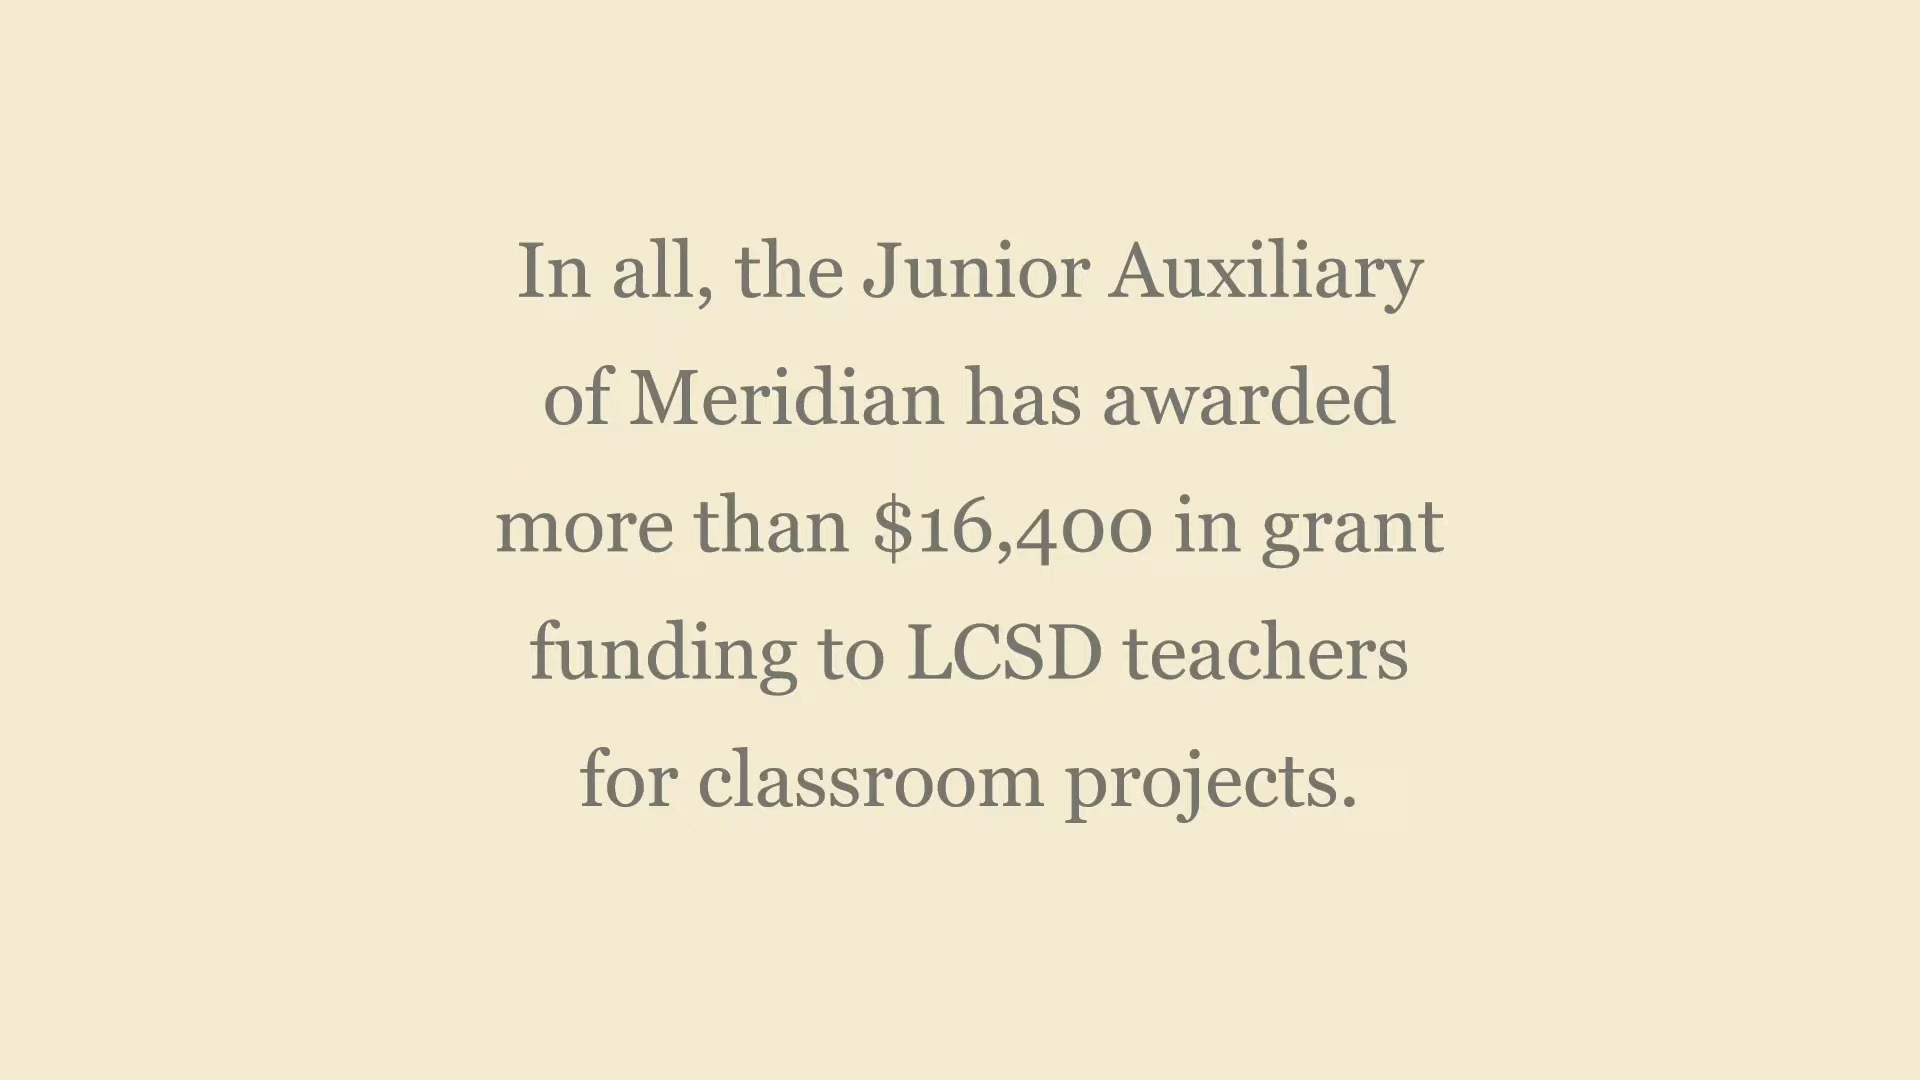 In all, the Junior Auxiliary
of Meridian has awarded
more than $16,400 in grant
funding to LCSD teachers
for classroom projects.